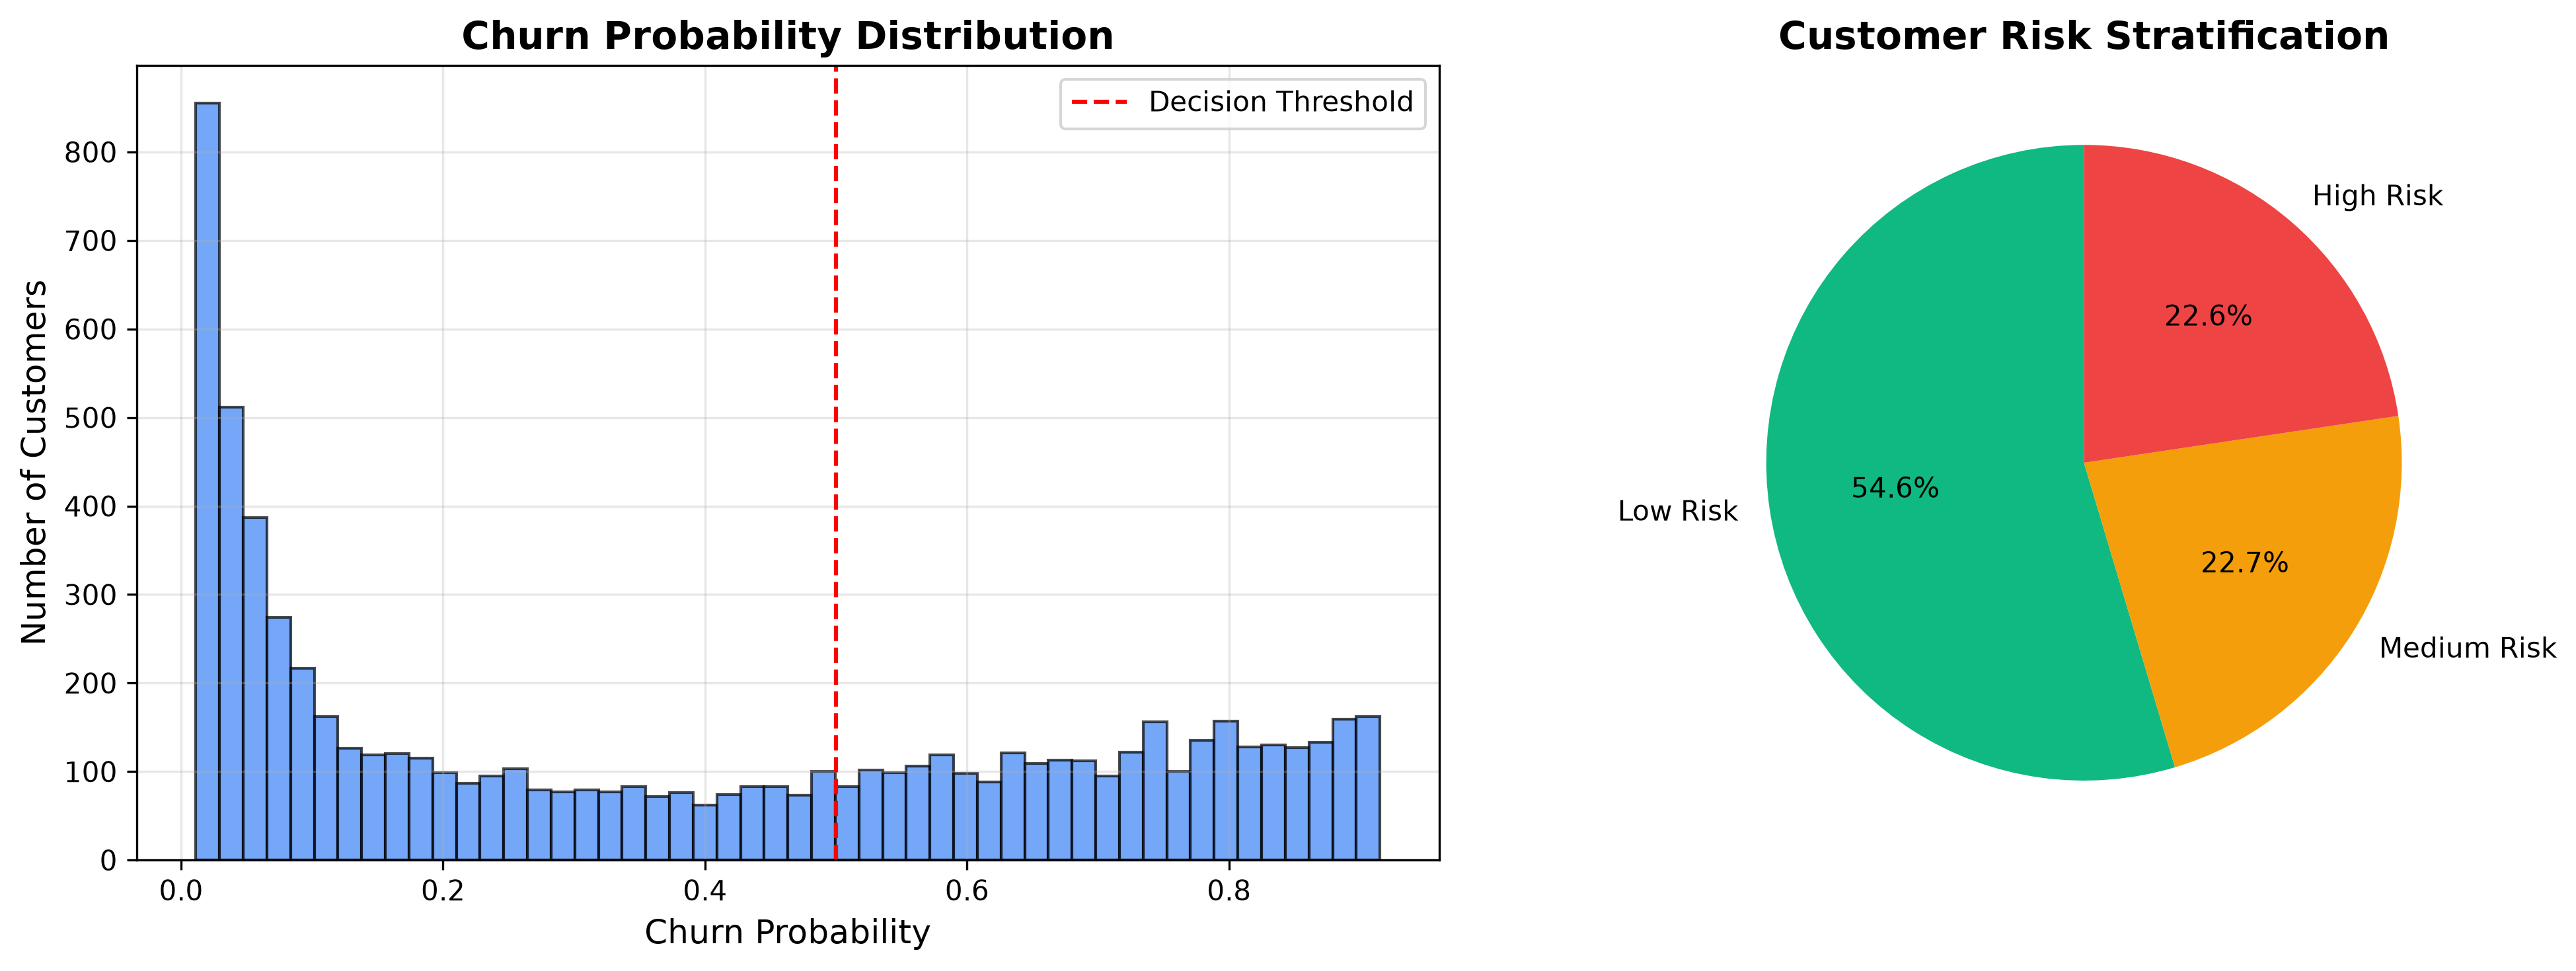 Churn Probability Distribution
Decision Threshold
Number of Customers
800
700
600
500
400
300
200
100
0
0.0 0.2 0.4 0.6 0.8
Churn Probability
Customer Risk Stratification
High Risk
22.6%
54.6%
Low Risk
22.7%
Medium Risk